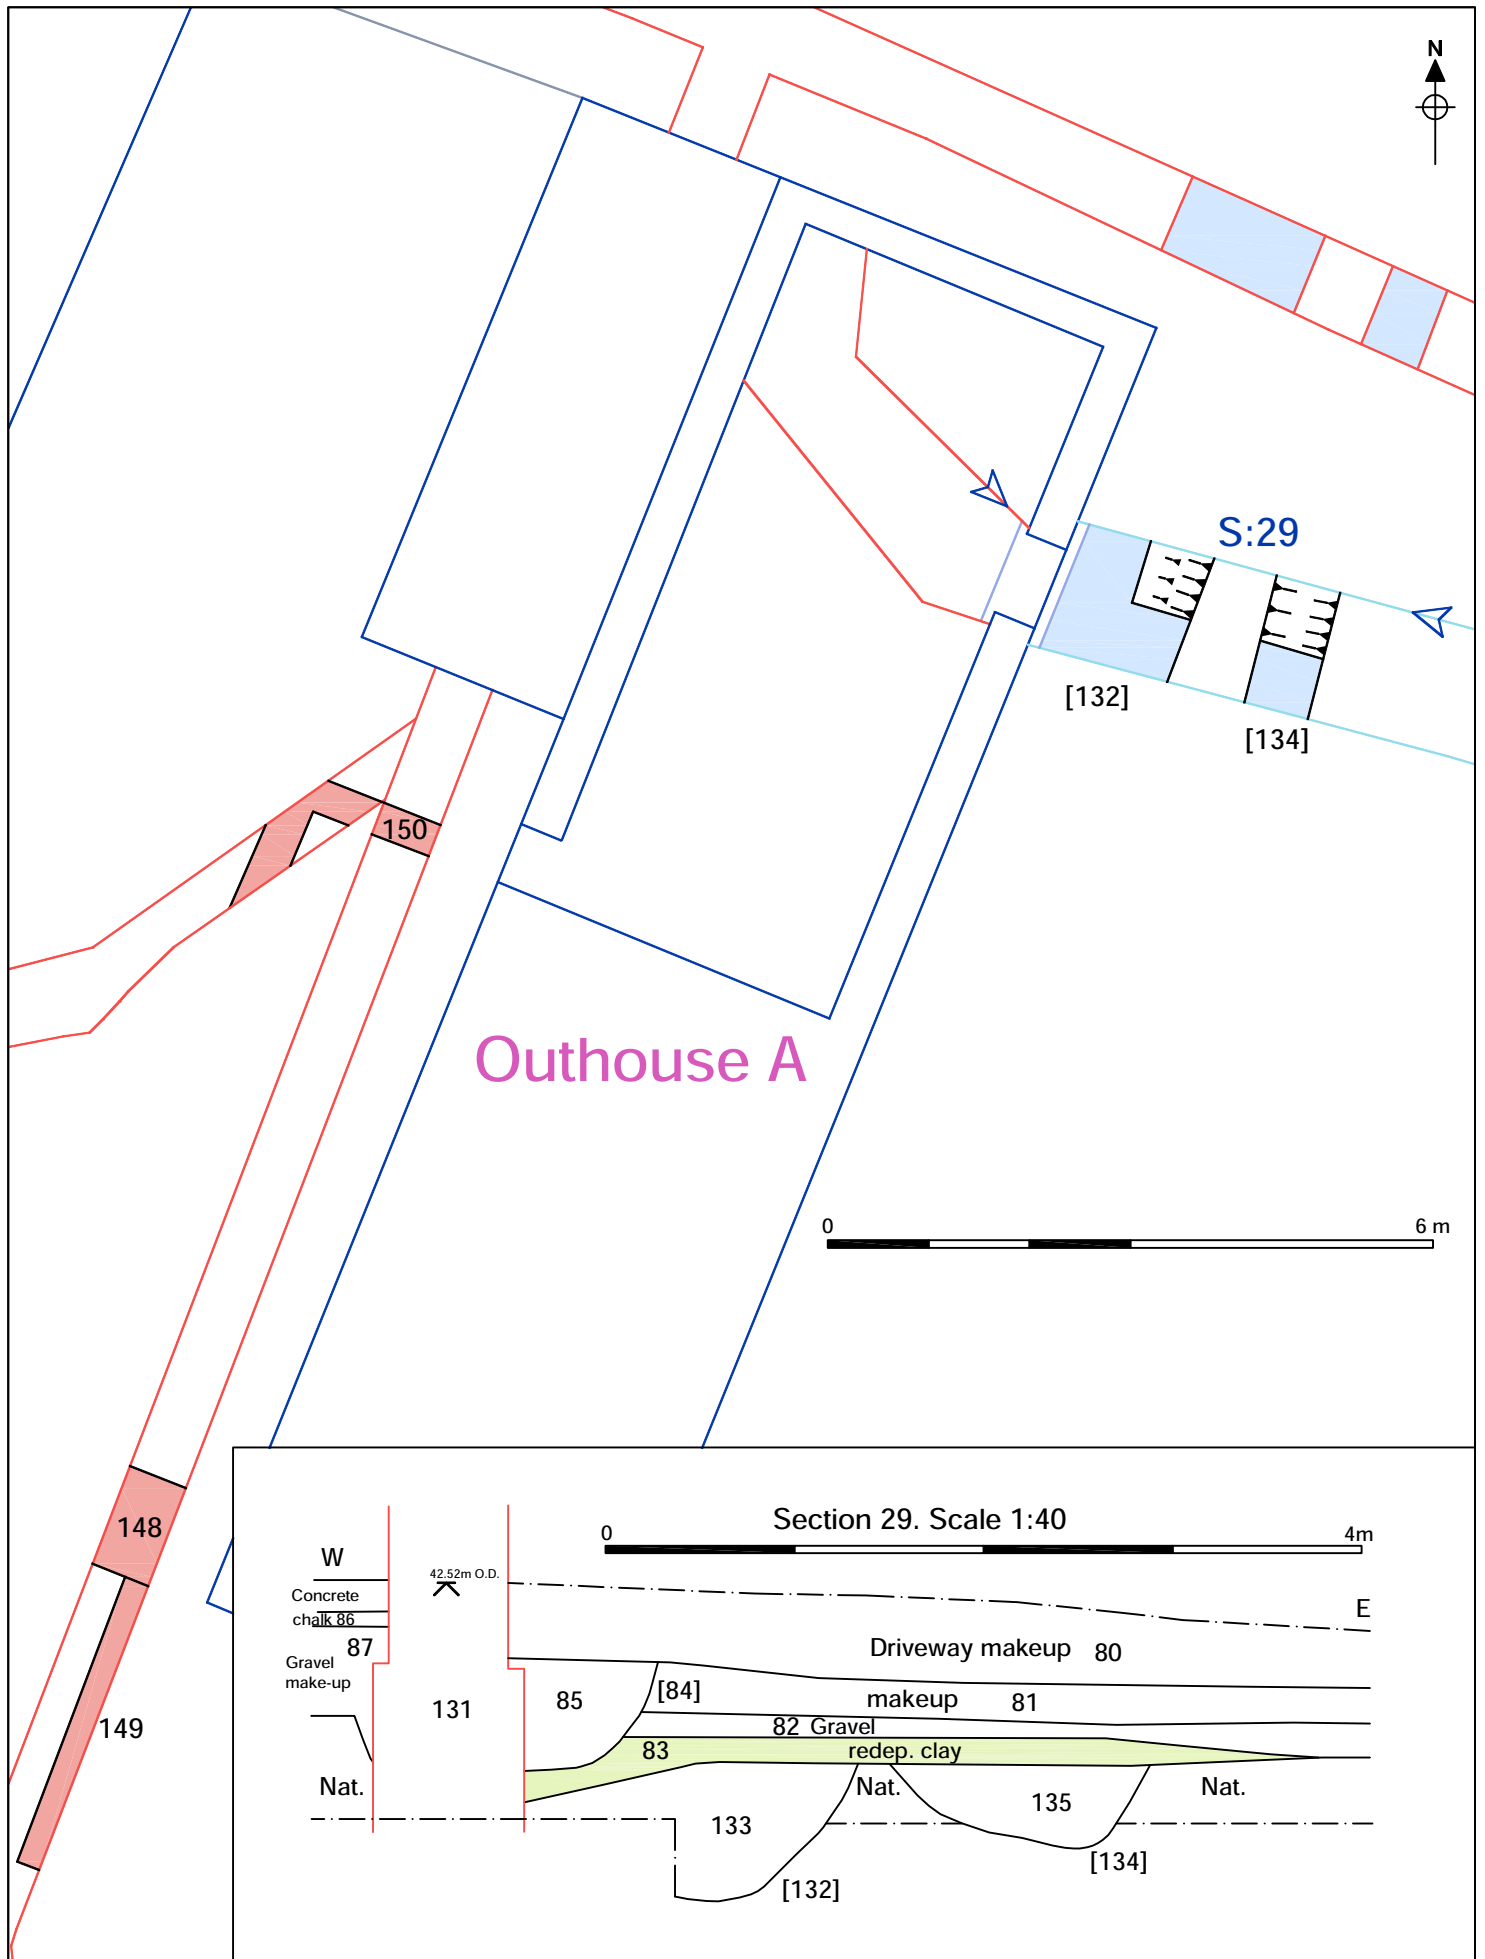 N
S:29
[132]
[134]
150
Outhouse A
0 6 m
148
149
Section 29. Scale 1:40
0 4m
W
42.52m O.D.
Concrete
chalk 86
E
87
Driveway makeup 80
Gravel
make-up
131
85
[84]
makeup 81
82 Gravel
83
redep. clay
Nat.
Nat.
Nat.
135
133
[134]
[132]